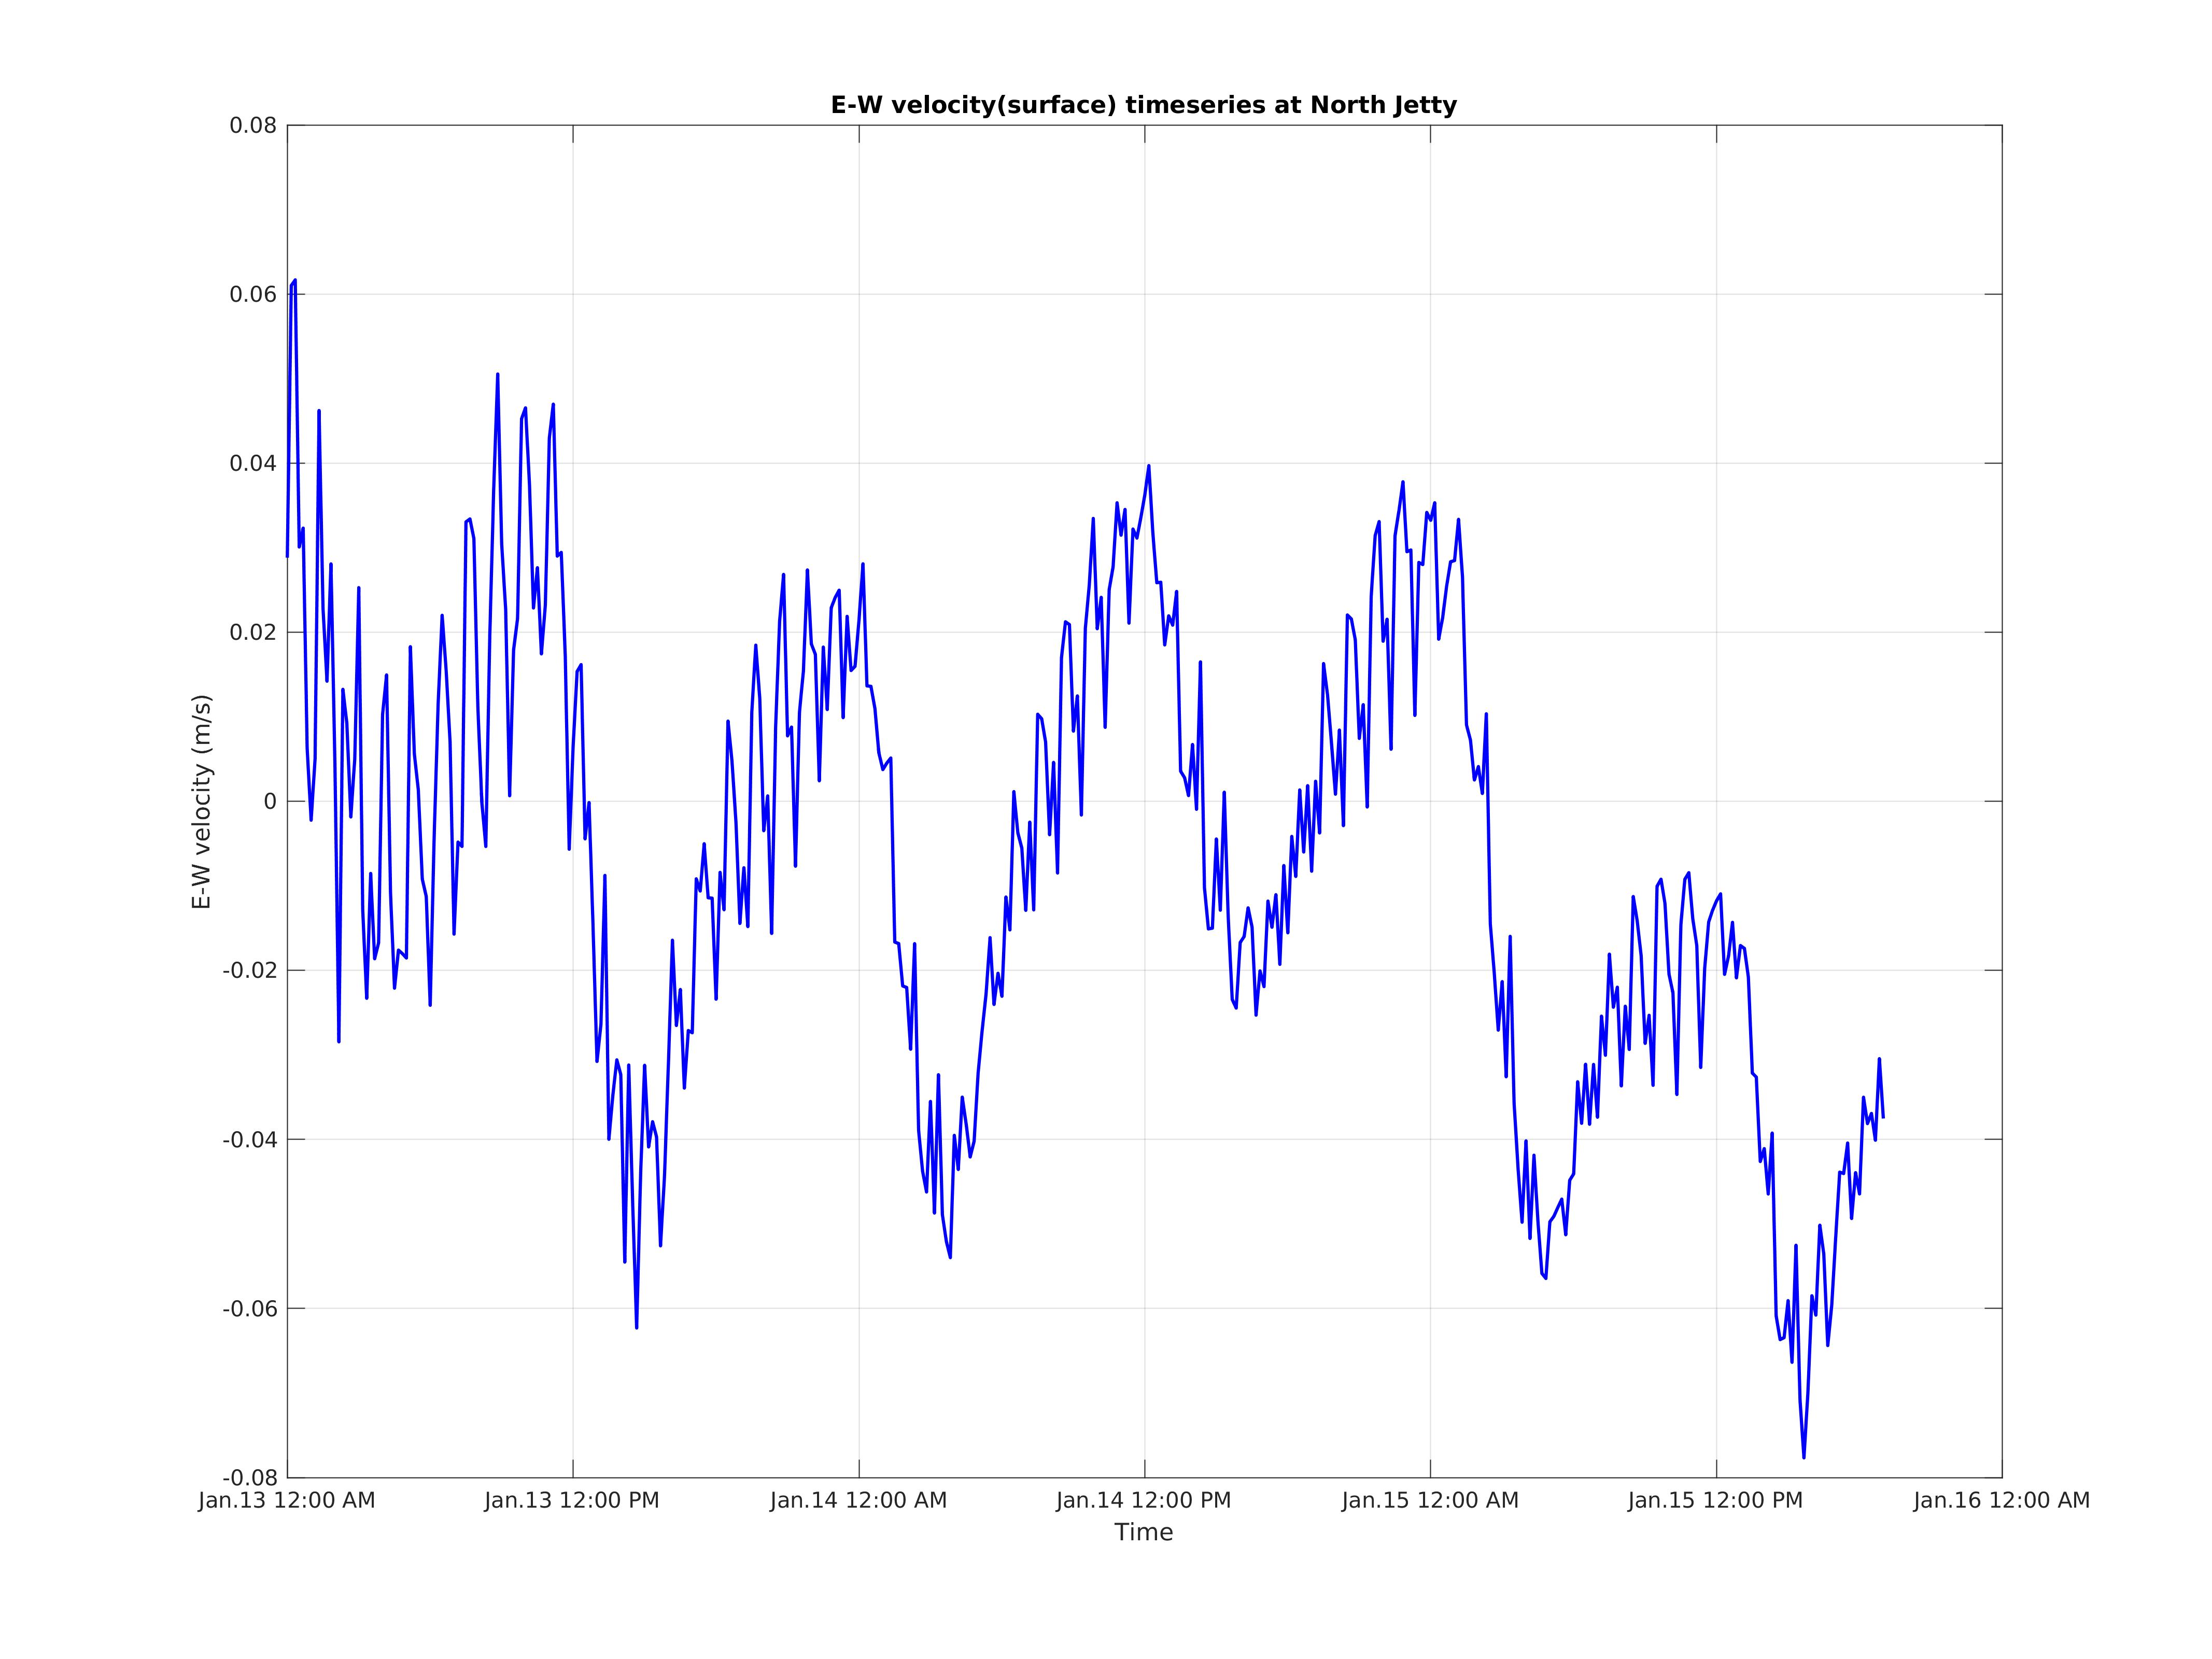 E-W velocity(surface) timeseries at North Jetty
0.08
0.06
0.04
0.02
0
-0.02
-0.04
-0.06
-0.08
E-W velocity (m/s)
Jan.13 12:00 AM Jan.13 12:00 PM Jan.14 12:00 AM Jan.14 12:00 PM Jan.15 12:00 AM Jan.15 12:00 PM Jan.16 12:00 AM
Time